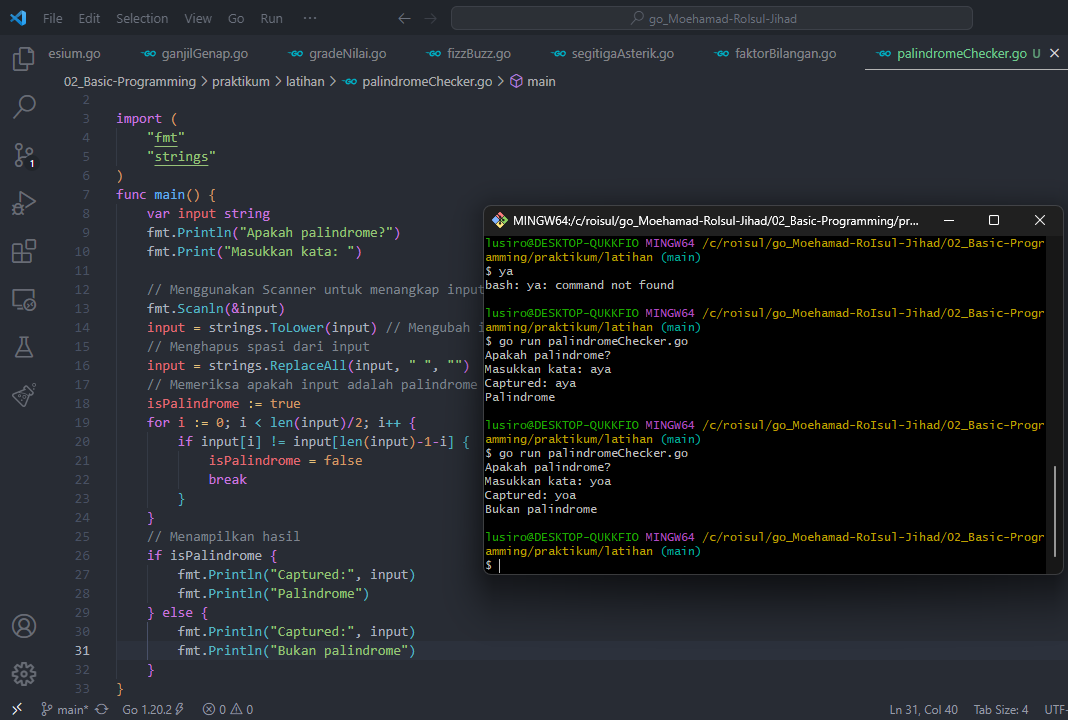 File Edit Selection View Go Run ··· ← → go_Moehamad-RoIsul-Jihad
esium.go ganjilGenap.go gradeNilai.go fizzBuzz.go segitigaAsterik.go faktorBilangan.go palindromeChecker.go U
02_Basic-Programming > praktikum > latihan > palindromeChecker.go > main
2
3 import (
4 "fmt"
5 "strings"
6 )
7 func main() {
8 var input string
9 fmt.Println("Apakah palindrome?")
10 fmt.Print("Masukkan kata: ")
11
12 // Menggunakan Scanner untuk menangkap input
13 fmt.Scanln(&input)
14 input = strings.ToLower(input) // Mengubah i
15 // Menghapus spasi dari input
16 input = strings.ReplaceAll(input, " ", "")
17 // Memeriksa apakah input adalah palindrome
18 isPalindrome := true
19 for i := 0; i < len(input)/2; i++ {
20 if input[i] != input[len(input)-1-i] {
21 isPalindrome = false
22 break
23 }
24 }
25 // Menampilkan hasil
26 if isPalindrome {
27 fmt.Println("Captured:", input)
28 fmt.Println("Palindrome")
29 } else {
30 fmt.Println("Captured:", input)
31 fmt.Println("Bukan palindrome")
32 }
33 }
1
MINGW64:/c/roisul/go_Moehamad-RoIsul-Jihad/02_Basic-Programming/pr...
lusiro@DESKTOP-QUKKFIO MINGW64 /c/roisul/go_Moehamad-RoIsul-Jihad/02_Basic-Progr
amming/praktikum/latihan (main)
$ ya
bash: ya: command not found
lusiro@DESKTOP-QUKKFIO MINGW64 /c/roisul/go_Moehamad-RoIsul-Jihad/02_Basic-Progr
amming/praktikum/latihan (main)
$ go run palindromeChecker.go
Apakah palindrome?
Masukkan kata: aya
Captured: aya
Palindrome
lusiro@DESKTOP-QUKKFIO MINGW64 /c/roisul/go_Moehamad-RoIsul-Jihad/02_Basic-Progr
amming/praktikum/latihan (main)
$ go run palindromeChecker.go
Apakah palindrome?
Masukkan kata: yoa
Captured: yoa
Bukan palindrome
lusiro@DESKTOP-QUKKFIO MINGW64 /c/roisul/go_Moehamad-RoIsul-Jihad/02_Basic-Progr
amming/praktikum/latihan (main)
$
main* Go 1.20.2 0 0 Ln 31, Col 40 Tab Size: 4 UTF-